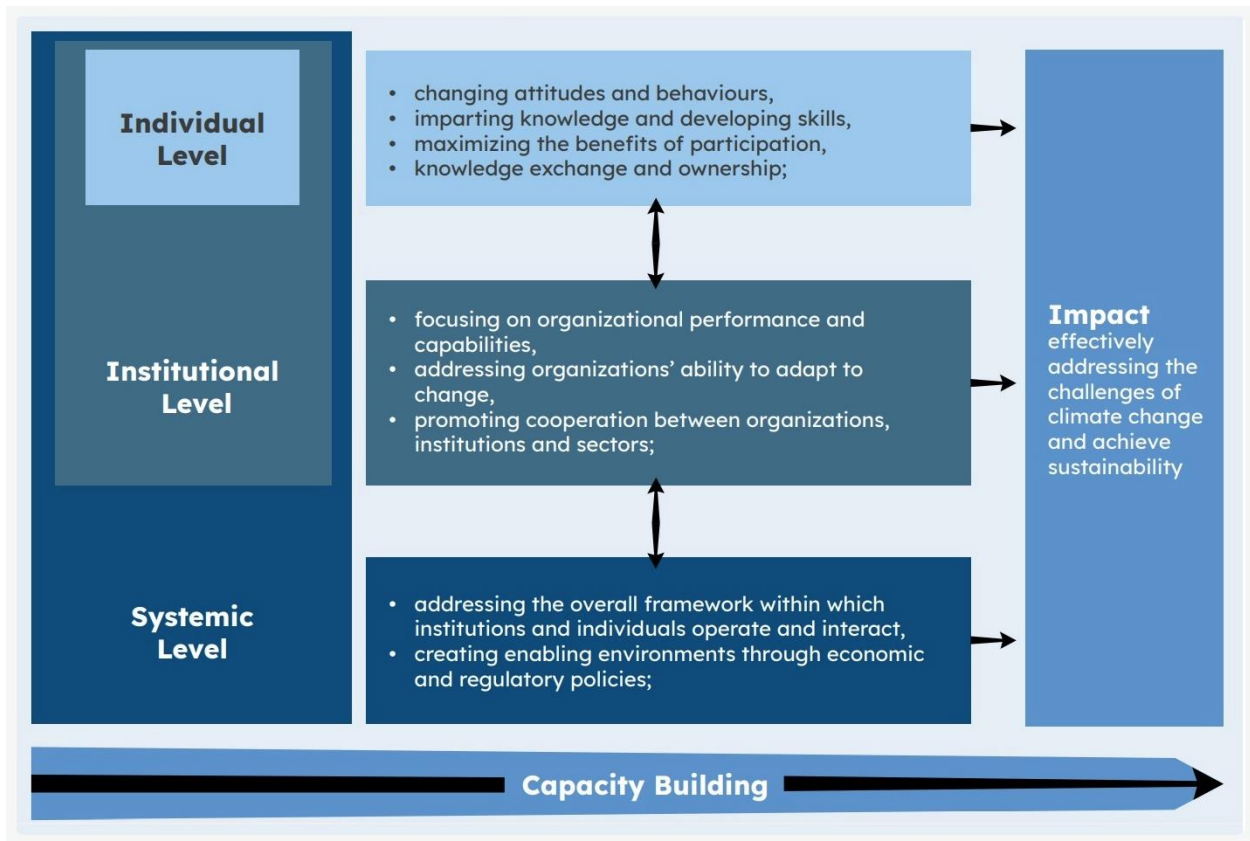 Individual
Level
• changing attitudes and behaviours,
• imparting knowledge and developing skills,
• maximizing the benefits of participation,
• knowledge exchange and ownership;
Institutional
Level
• focusing on organizational performance and
capabilities,
• addressing organizations’ ability to adapt to
change,
• promoting cooperation between organizations,
institutions and sectors;
Systemic
Level
• addressing the overall framework within which
institutions and individuals operate and interact,
• creating enabling environments through economic
and regulatory policies;
Impact
effectively
addressing the
challenges of
climate change
and achieve
sustainability
Capacity Building